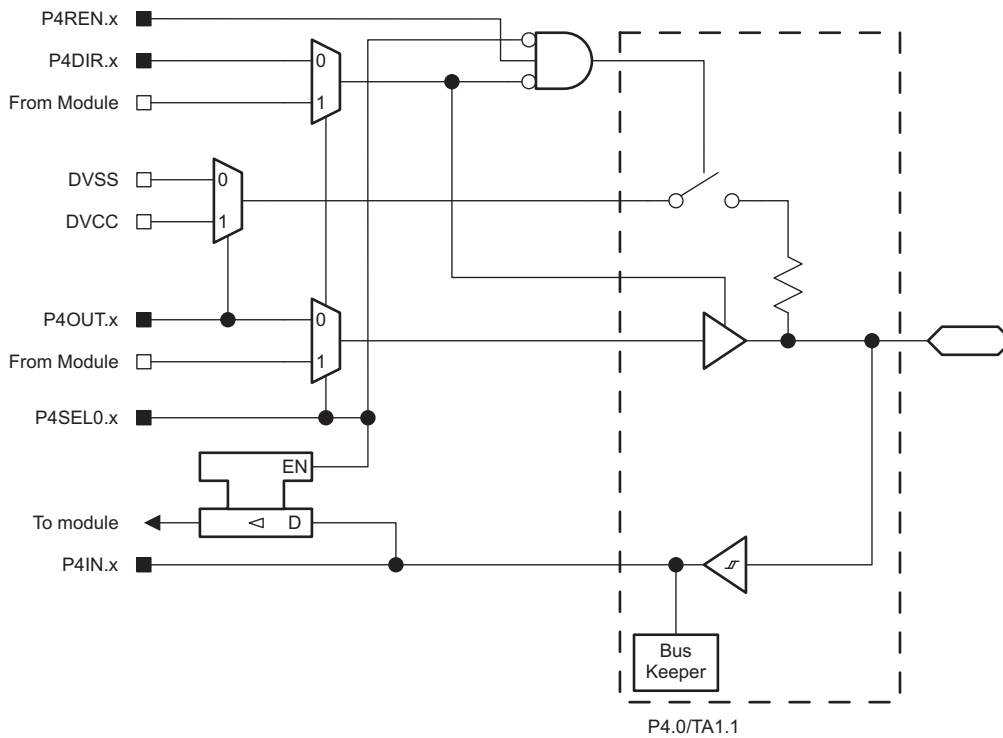 P4REN.x
P4DIR.x
0
From Module
1
DVSS
0
DVCC
1
P4OUT.x
0
From Module
1
P4SEL0.x
EN
To module
D
P4IN.x
Bus
Keeper
P4.0/TA1.1